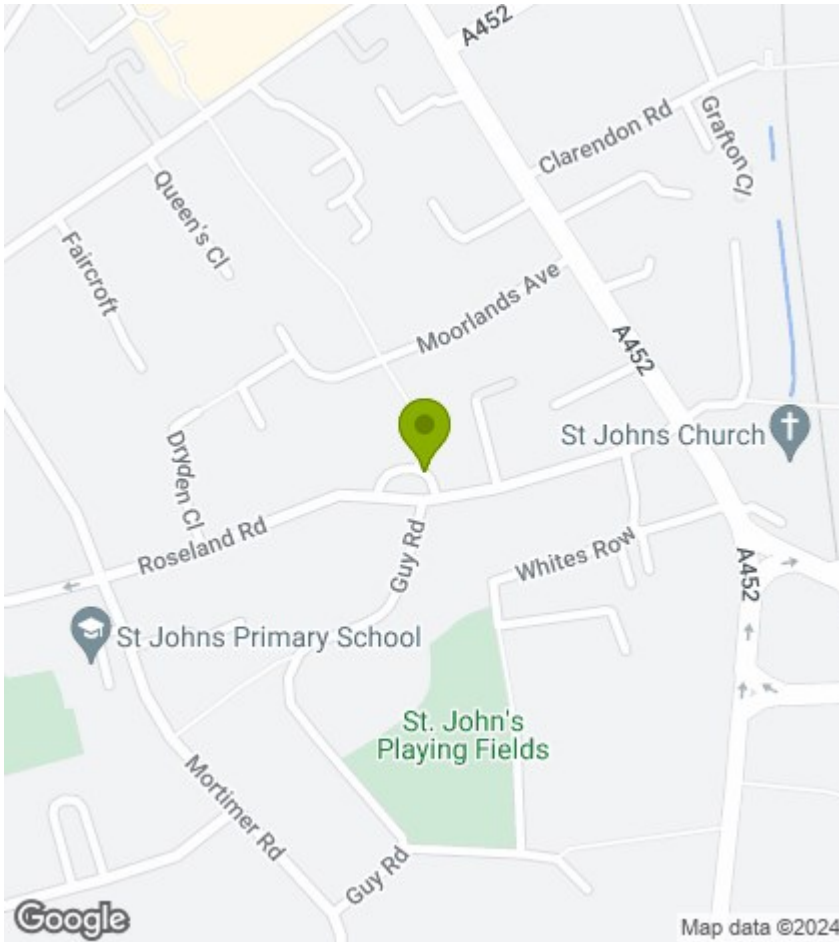 A452
Clarendon Rd
Grafton Cl
Queen's Cl
Faircroft
Moorlands Ave
A452
St Johns Church
Dryden Cl
Roseland Rd
Guy Rd
Whites Row
A452
St Johns Primary School
St. John's
Playing Fields
Mortimer Rd
Guy Rd
Google
Map data ©2024